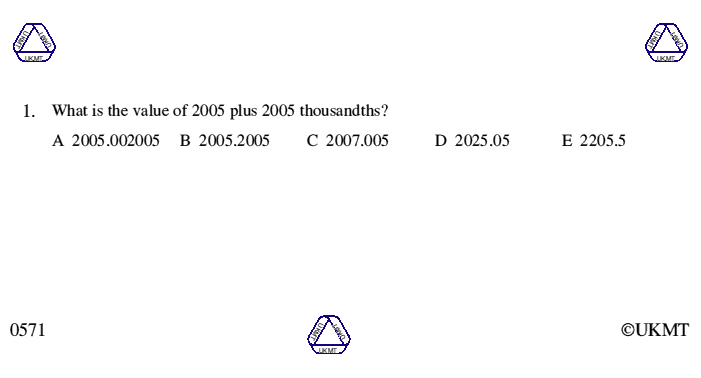 UKMT UKMT UKMT
UKMT UKMT UKMT
1. What is the value of 2005 plus 2005 thousandths?
A 2005.002005 B 2005.2005 C 2007.005 D 2025.05 E 2205.5
0571
UKMT UKMT UKMT
©UKMT